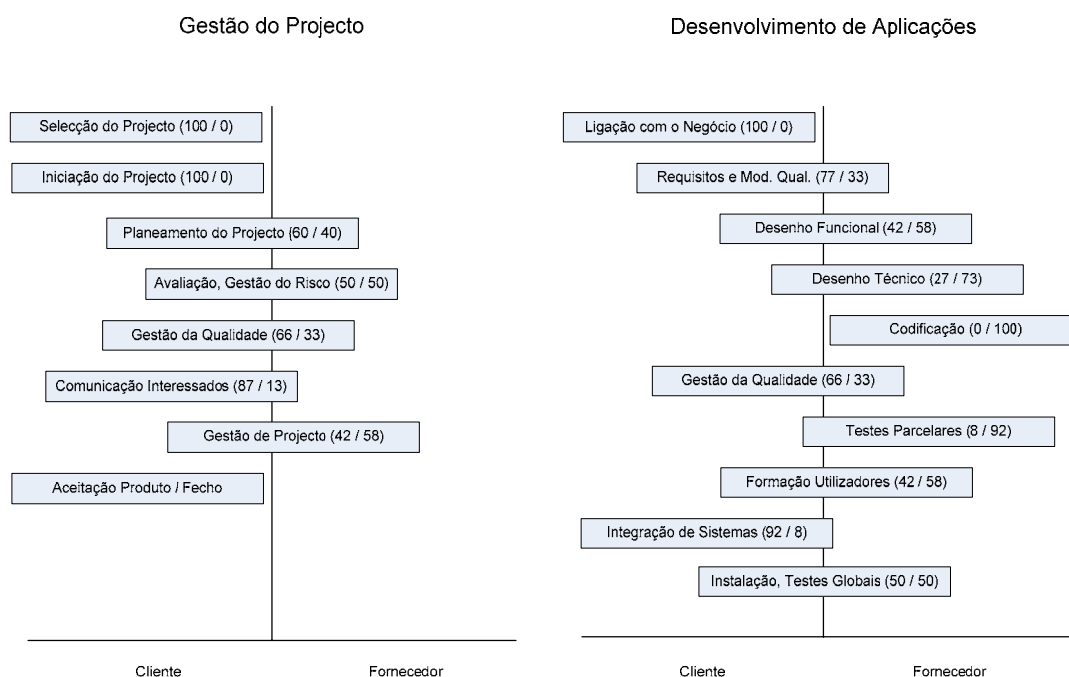 Gestão do Projecto
Selecção do Projecto (100 / 0)
Iniciação do Projecto (100 / 0)
Planeamento do Projecto (60 / 40)
Avaliação, Gestão do Risco (50 / 50)
Gestão da Qualidade (66 / 33)
Comunicação Interessados (87 / 13)
Gestão de Projecto (42 / 58)
Aceitação Produto / Fecho
Cliente
Fornecedor
Desenvolvimento de Aplicações
Ligação com o Negócio (100 / 0)
Requisitos e Mod. Qual. (77 / 33)
Desenho Funcional (42 / 58)
Desenho Técnico (27 / 73)
Codificação (0 / 100)
Gestão da Qualidade (66 / 33)
Testes Parcelares (8 / 92)
Formação Utilizadores (42 / 58)
Integração de Sistemas (92 / 8)
Instalação, Testes Globais (50 / 50)
Cliente
Fornecedor